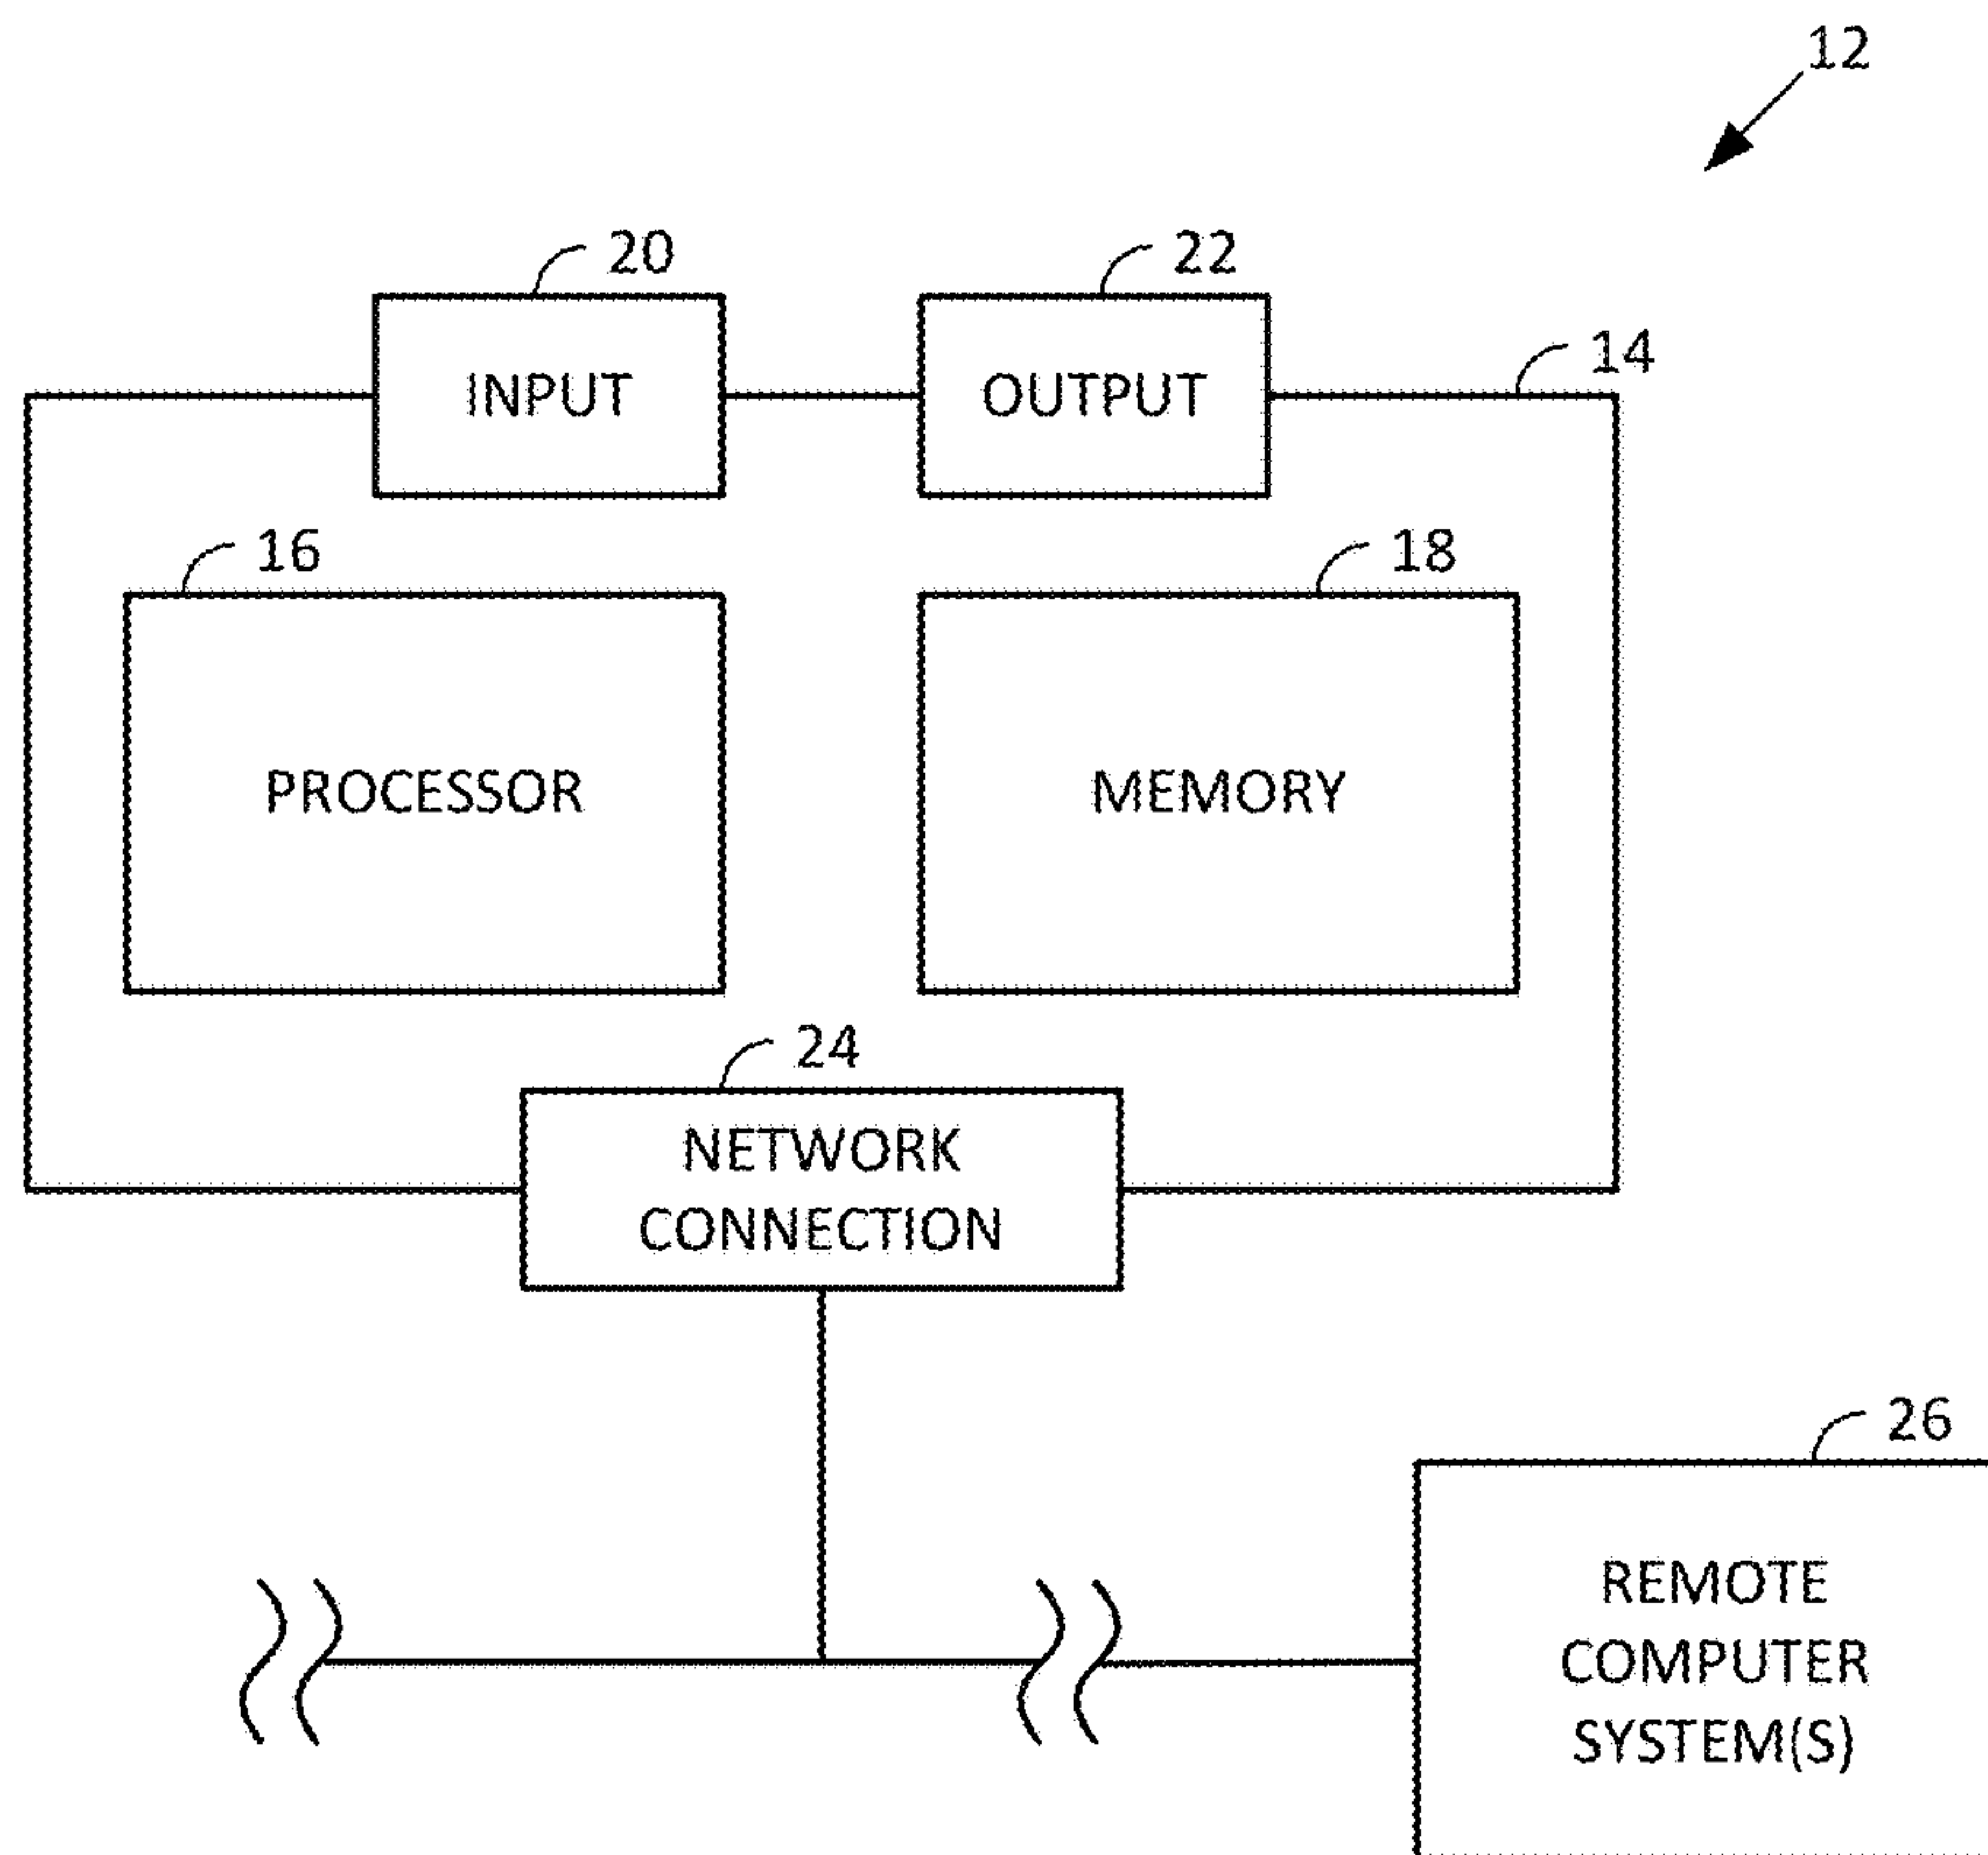 12
20
22
14
INPUT
OUTPUT
16
18
PROCESSOR
MEMORY
24
NETWORK
CONNECTION
26
REMOTE
COMPUTER
SYSTEM(S)